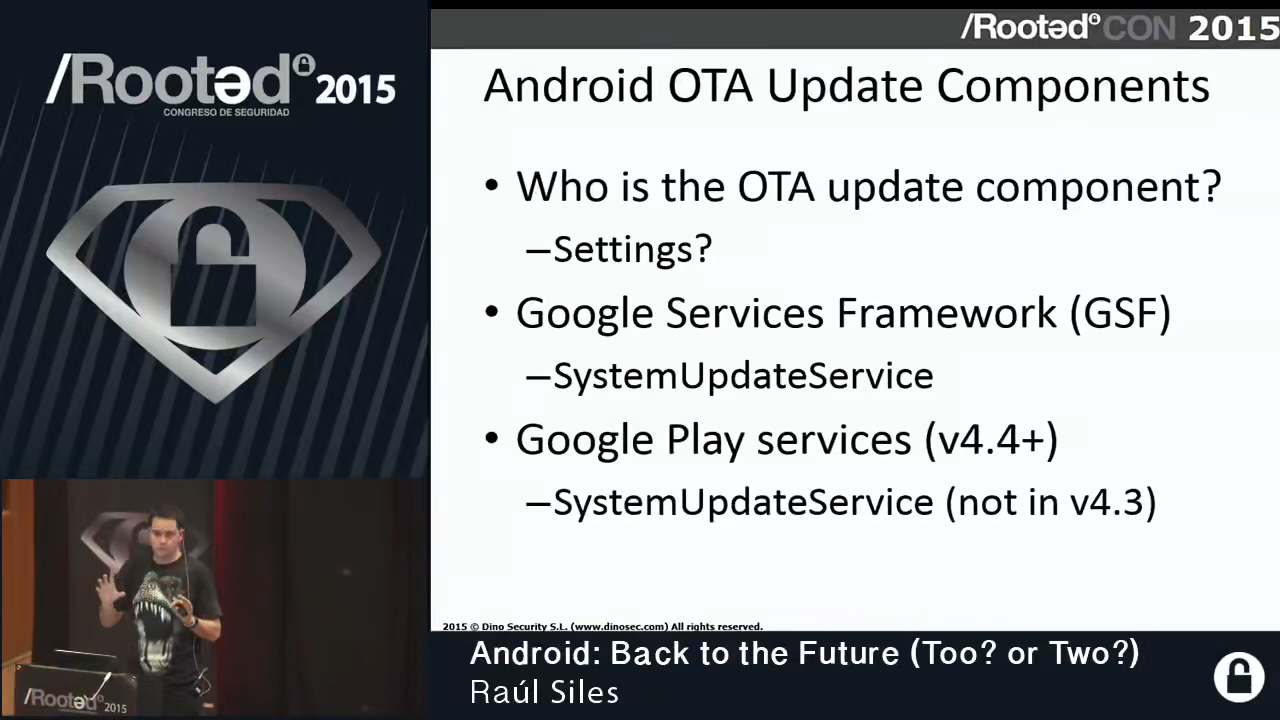 /Rootəd 2015
CONGRESO DE SEGURIDAD
/Rootəd CON 2015
Android OTA Update Components
• Who is the OTA update component?
–Settings?
• Google Services Framework (GSF)
–SystemUpdateService
• Google Play services (v4.4+)
–SystemUpdateService (not in v4.3)
2015 © Dino Security S.L. (www.dinosec.com) All rights reserved.
/Rootəd 2015
Android: Back to the Future (Too? or Two?)
Raúl Siles